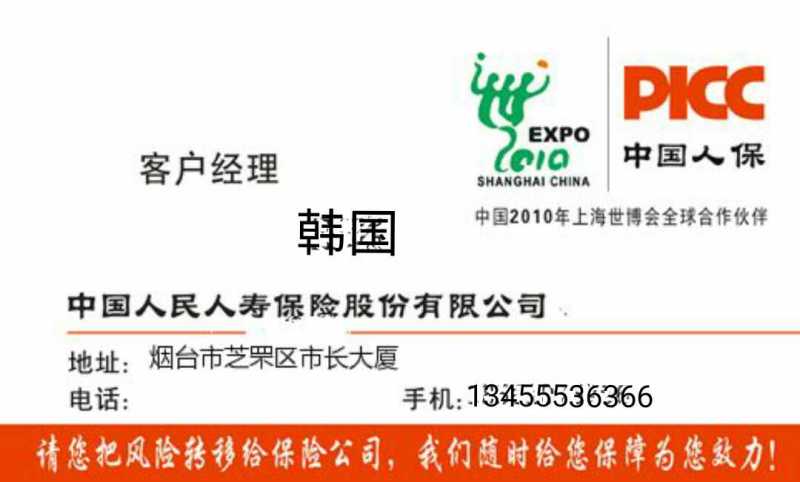 EXPO
2010
SHANGHAI CHINA
PICC
中国人保
中国2010年上海世博会全球合作伙伴
客户经理
韩国
中国人民人寿保险股份有限公司
地址：烟台市芝罘区市长大厦
电话：
手机：13455536366
请您把风险转移给保险公司，我们随时给您保障为您效力！